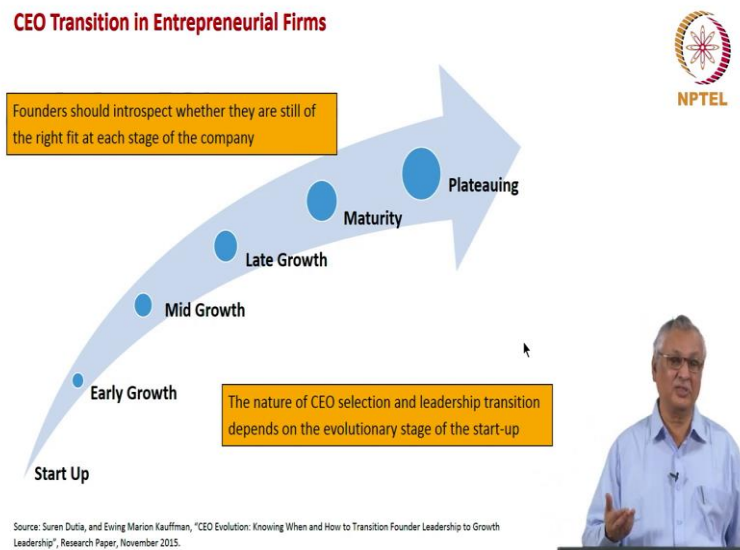 CEO Transition in Entrepreneurial Firms
NPTEL
Founders should introspect whether they are still of
the right fit at each stage of the company
Plateauing
Maturity
Late Growth
Mid Growth
Early Growth
The nature of CEO selection and leadership transition
depends on the evolutionary stage of the start-up
Start Up
Source: Suren Dutia, and Ewing Marion Kauffman, "CEO Evolution: Knowing When and How to Transition Founder Leadership to Growth
Leadership", Research Paper, November 2015.